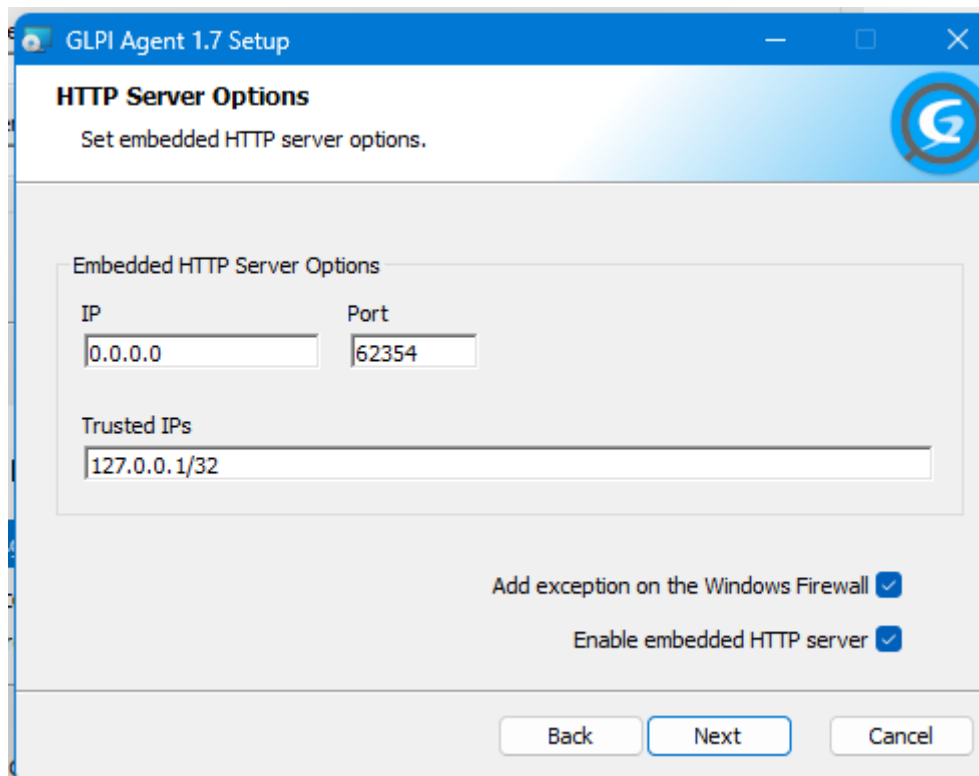 GLPI Agent 1.7 Setup
HTTP Server Options
Set embedded HTTP server options.
Embedded HTTP Server Options
IP Port
0.0.0.0 62354
Trusted IPs
127.0.0.1/32
Add exception on the Windows Firewall
Enable embedded HTTP server
Back Next Cancel